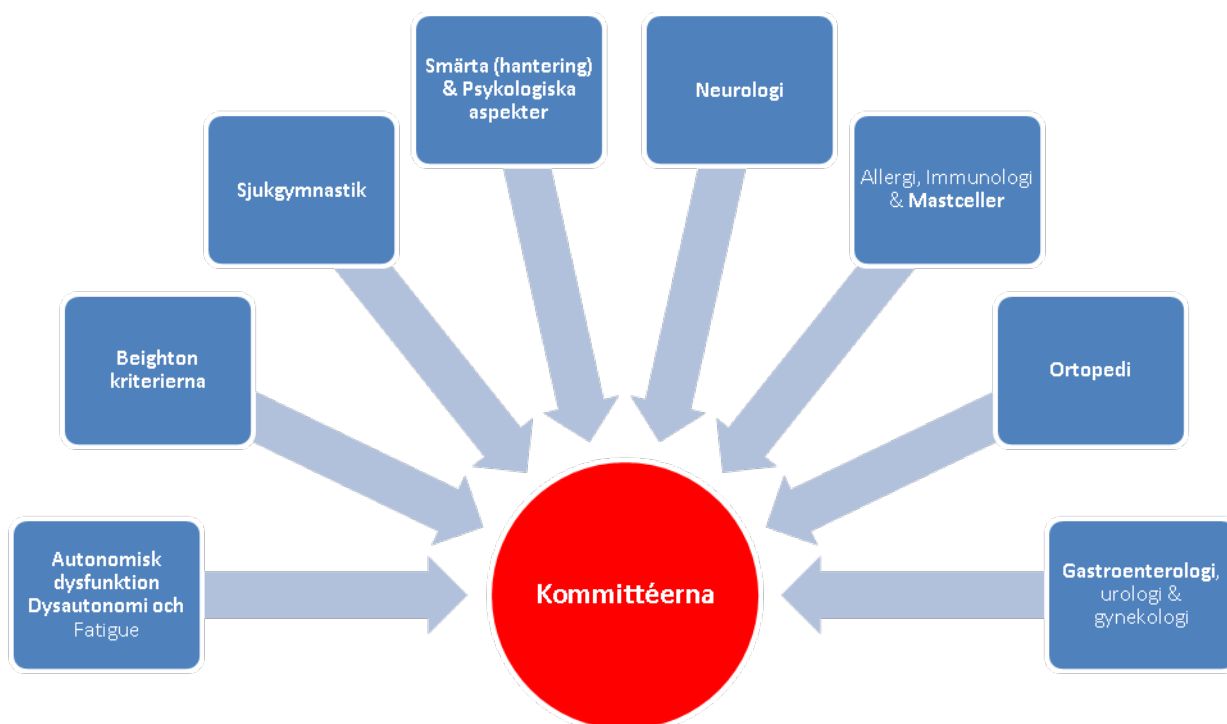 Smärta (hantering)
& Psykologiska
aspekter
Neurologi
Sjukgymnastik
Allergi, Immunologi
& Mastceller
Beighton
kriterierna
Ortopedi
Autonomisk
dysfunktion
Dysautonomi och
Fatigue
Kommittéerna
Gastroenterologi,
urologi &
gynekologi